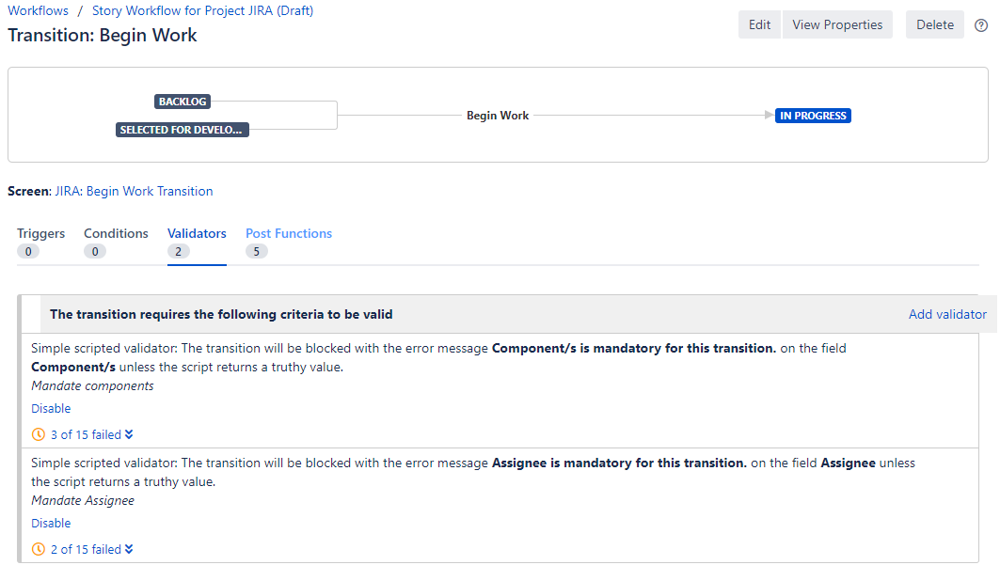 Workflows / Story Workflow for Project JIRA (Draft)
Transition: Begin Work
Edit View Properties Delete
BACKLOG
SELECTED FOR DEVELO...
Begin Work
IN PROGRESS
Screen: JIRA: Begin Work Transition
Triggers Conditions Validators Post Functions
0 0 2 5
The transition requires the following criteria to be valid Add validator
Simple scripted validator: The transition will be blocked with the error message Component/s is mandatory for this transition. on the field
Component/s unless the script returns a truthy value.
Mandate components
Disable
3 of 15 failed
Simple scripted validator: The transition will be blocked with the error message Assignee is mandatory for this transition. on the field Assignee unless
the script returns a truthy value.
Mandate Assignee
Disable
2 of 15 failed